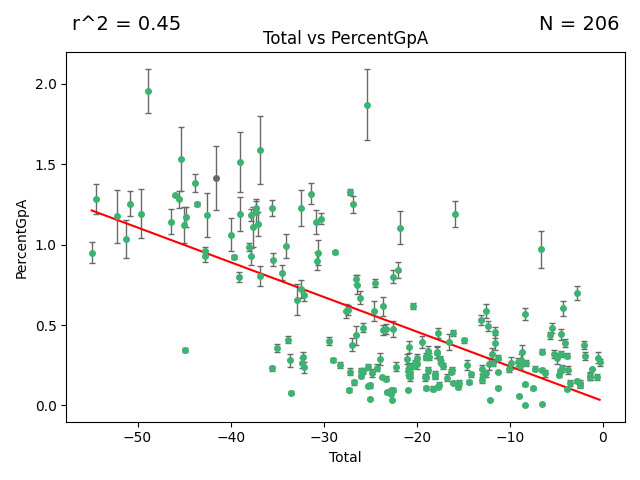 r^2 = 0.45
N = 206
Total vs PercentGpA
2.0
1.5
1.0
0.5
0.0
PercentGpA
−50
−40
−30
−20
−10
0
Total